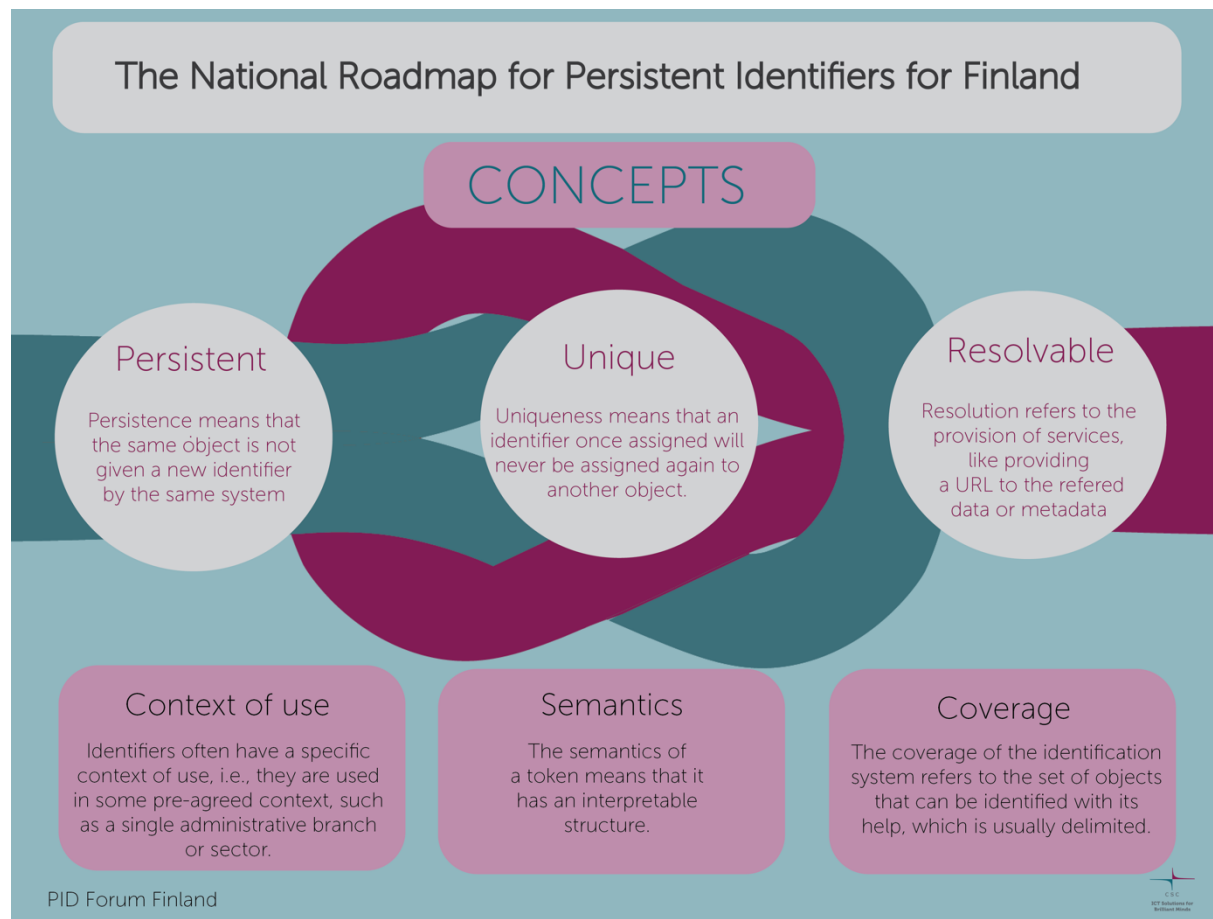 The National Roadmap for Persistent Identifiers for Finland
CONCEPTS
Persistent
Persistence means that
the same object is not
given a new identifier
by the same system
Unique
Uniqueness means that an
identifier once assigned will
never be assigned again to
another object.
Resolvable
Resolution refers to the
provision of services,
like providing
a URL to the refered
data or metadata
Context of use
Identifiers often have a specific
context of use, i.e., they are used
in some pre-agreed context, such
as a single administrative branch
or sector.
Semantics
The semantics of
a token means that it
has an interpretable
structure.
Coverage
The coverage of the identification
system refers to the set of objects
that can be identified with its
help, which is usually delimited.
PID Forum Finland
CSC
ICT Solutions for
Brilliant Minds